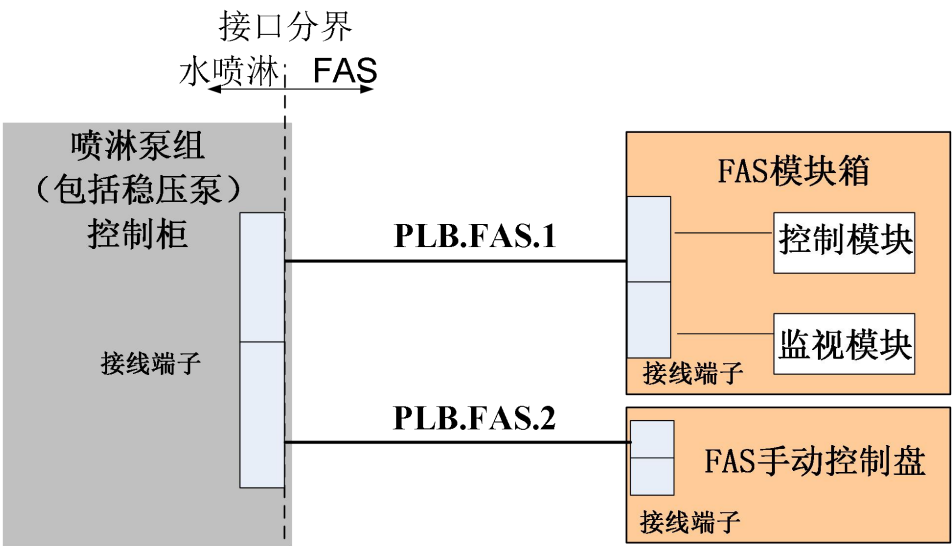 接口分界
水喷淋 FAS
喷淋泵组
（包括稳压泵）
控制柜
接线端子
PLB.FAS.1
PLB.FAS.2
FAS模块箱
控制模块
监视模块
接线端子
FAS手动控制盘
接线端子